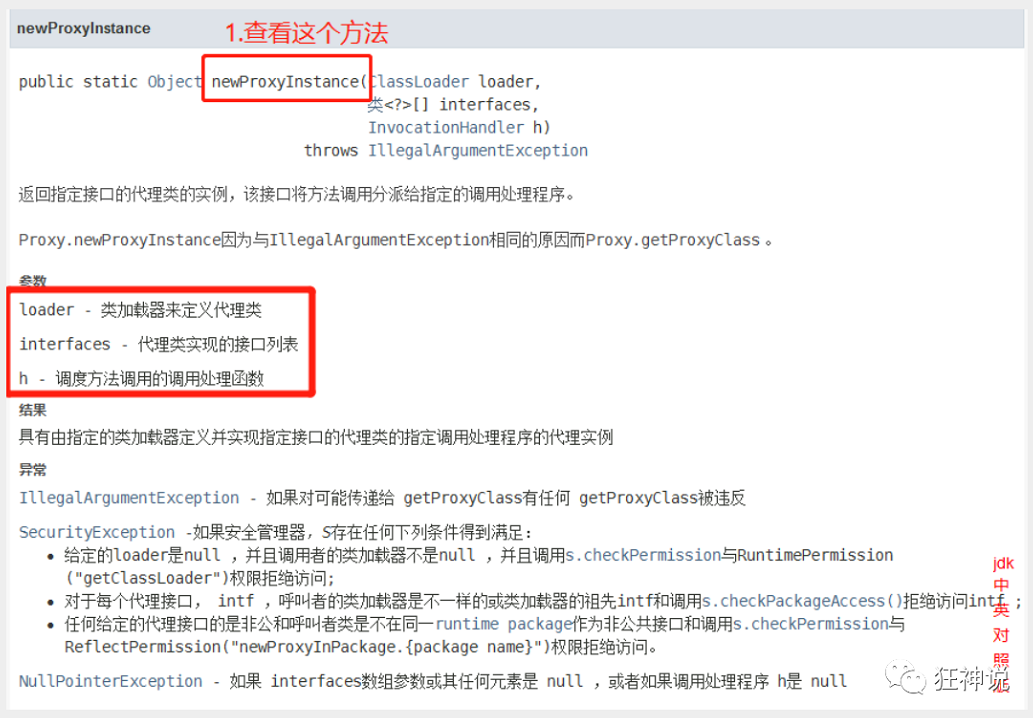 newProxyInstance
1.查看这个方法
public static Object newProxyInstance(ClassLoader loader,
类<?>[] interfaces,
InvocationHandler h)
throws IllegalArgumentException
返回指定接口的代理类的实例，该接口将方法调用分派给指定的调用处理程序。
Proxy.newProxyInstance因为与IllegalArgumentException相同的原因而Proxy.getProxyClass 。
参数
loader - 类加载器来定义代理类
interfaces - 代理类实现的接口列表
h - 调度方法调用的调用处理函数
结果
具有由指定的类加载器定义并实现指定接口的代理类的指定调用处理程序的代理实例
异常
IllegalArgumentException - 如果对可能传递给 getProxyClass有任何 getProxyClass被违反
SecurityException -如果安全管理器，S存在任何下列条件得到满足：
• 给定的loader是null ，并且调用者的类加载器不是null ，并且调用s.checkPermission与RuntimePermission
("getClassLoader")权限拒绝访问;
• 对于每个代理接口， intf ，呼叫者的类加载器是不一样的或类加载器的祖先intf和调用s.checkPackageAccess()拒绝访问intf ；
• 任何给定的代理接口的是非公和呼叫者类是不在同一runtime package作为非公共接口和调用s.checkPermission与
ReflectPermission("newProxyInPackage.{package name}")权限拒绝访问。
NullPointerException - 如果 interfaces数组参数或其任何元素是 null ，或者如果调用处理程序 h是 null
jdk
中
英
对
照
狂神说